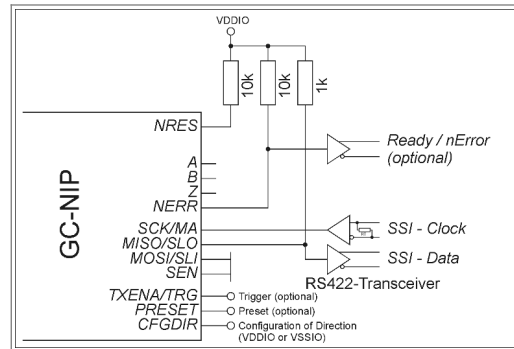 VDDIO
10k
10k
1k
GC-NIP
NRES
A
B
Z
NERR
SCK/MA
MISO/SLO
MOSI/SLI
SEN
TXENA/TRG
PRESET
CFGDIR
Ready / nError
(optional)
SSI - Clock
SSI - Data
RS422-Transceiver
Trigger (optional)
Preset (optional)
Configuration of Direction
(VDDIO or VSSIO)